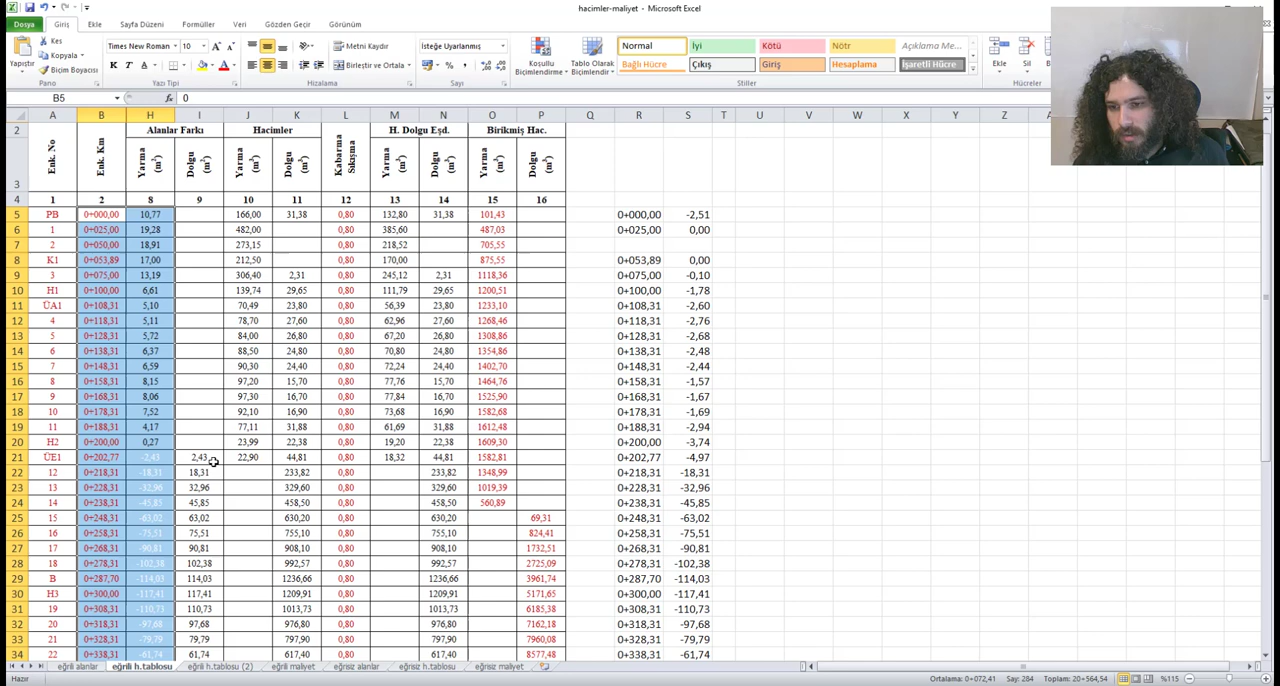 hacimler-maliyet - Microsoft Excel
Dosya Giriş Ekle Sayfa Düzeni Formüller Veri Gözden Geçir Görünüm
Yapıştır Kes Kopyala Biçim Boyacısı
Times New Roman 10
Metni Kaydır
Birleştir ve Ortala
İsteğe Uyarlanmış
Koşullu Biçimlendirme
Tablo Olarak Biçimlendir
Normal İyi Kötü Nötr Açıklama Me...
Bağlı Hücre Çıkış Giriş Hesaplama İşaretli Hücre
Ekle Sil
Pano Yazı Tipi Hizalama Sayı Stiller Hücreler
B5 fx 0
A B H I J K L M N O P Q R S T U V W X Y Z
2 Enk. No Enk. Km Alanlar Farkı Hacimler Kabarma Sıkışma H. Dolgu Eşd. Birikmiş Hac.
3 Yarma (m²) Dolgu (m²) Yarma (m³) Dolgu (m³) Yarma (m³) Dolgu (m³) Yarma (m³) Dolgu (m³)
4 1 2 8 9 10 11 12 13 14 15 16
5 PB 0+000,00 10,77 166,00 31,38 0,80 132,80 31,38 101,43 0+000,00 -2,51
6 1 0+025,00 19,28 482,00 0,80 385,60 487,03 0+025,00 0,00
7 2 0+050,00 18,91 273,15 0,80 218,52 705,55
8 K1 0+053,89 17,00 212,50 0,80 170,00 875,55 0+053,89 0,00
9 3 0+075,00 13,19 306,40 2,31 0,80 245,12 2,31 1118,36 0+075,00 -0,10
10 H1 0+100,00 6,61 139,74 29,65 0,80 111,79 29,65 1200,51 0+100,00 -1,78
11 ÜA1 0+108,31 5,10 70,49 23,80 0,80 56,39 23,80 1233,10 0+108,31 -2,60
12 4 0+118,31 5,11 78,70 27,60 0,80 62,96 27,60 1268,46 0+118,31 -2,76
13 5 0+128,31 5,72 84,00 26,80 0,80 67,20 26,80 1308,86 0+128,31 -2,68
14 6 0+138,31 6,37 88,50 24,80 0,80 70,80 24,80 1354,86 0+138,31 -2,48
15 7 0+148,31 6,59 90,30 24,40 0,80 72,24 24,40 1402,70 0+148,31 -2,44
16 8 0+158,31 8,15 97,20 15,70 0,80 77,76 15,70 1464,76 0+158,31 -1,57
17 9 0+168,31 8,06 97,30 16,70 0,80 77,84 16,70 1525,90 0+168,31 -1,67
18 10 0+178,31 7,52 92,10 16,90 0,80 73,68 16,90 1582,68 0+178,31 -1,69
19 11 0+188,31 4,17 77,11 31,88 0,80 61,69 31,88 1612,48 0+188,31 -2,94
20 H2 0+200,00 0,27 23,99 22,38 0,80 19,20 22,38 1609,30 0+200,00 -3,74
21 ÜE1 0+202,77 -2,43 2,43 22,90 44,81 0,80 18,32 44,81 1582,81 0+202,77 -4,97
22 12 0+218,31 -18,31 18,31 233,82 0,80 233,82 1348,99 0+218,31 -18,31
23 13 0+228,31 -32,96 32,96 329,60 0,80 329,60 1019,39 0+228,31 -32,96
24 14 0+238,31 -45,85 45,85 458,50 0,80 458,50 560,89 0+238,31 -45,85
25 15 0+248,31 -63,02 63,02 630,20 0,80 630,20 69,31 0+248,31 -63,02
26 16 0+258,31 -75,51 75,51 755,10 0,80 755,10 824,41 0+258,31 -75,51
27 17 0+268,31 -90,81 90,81 908,10 0,80 908,10 1732,51 0+268,31 -90,81
28 18 0+278,31 -102,38 102,38 992,57 0,80 992,57 2725,09 0+278,31 -102,38
29 B 0+287,70 -114,03 114,03 1236,66 0,80 1236,66 3961,74 0+287,70 -114,03
30 H3 0+300,00 -117,41 117,41 1209,91 0,80 1209,91 5171,65 0+300,00 -117,41
31 19 0+308,31 -110,73 110,73 1013,73 0,80 1013,73 6185,38 0+308,31 -110,73
32 20 0+318,31 -97,68 97,68 976,80 0,80 976,80 7162,18 0+318,31 -97,68
33 21 0+328,31 -79,79 79,79 797,90 0,80 797,90 7960,08 0+328,31 -79,79
34 22 0+338,31 -61,74 61,74 617,40 0,80 617,40 8577,48 0+338,31 -61,74
eğrili alanlar eğrili h.tablosu eğrili h.tablosu (2) eğrili maliyet eğrisiz alanlar eğrisiz h.tablosu eğrisiz maliyet
Hazır Ortalama: 0+072,41 Say: 284 Toplam: 20+564,54 %115